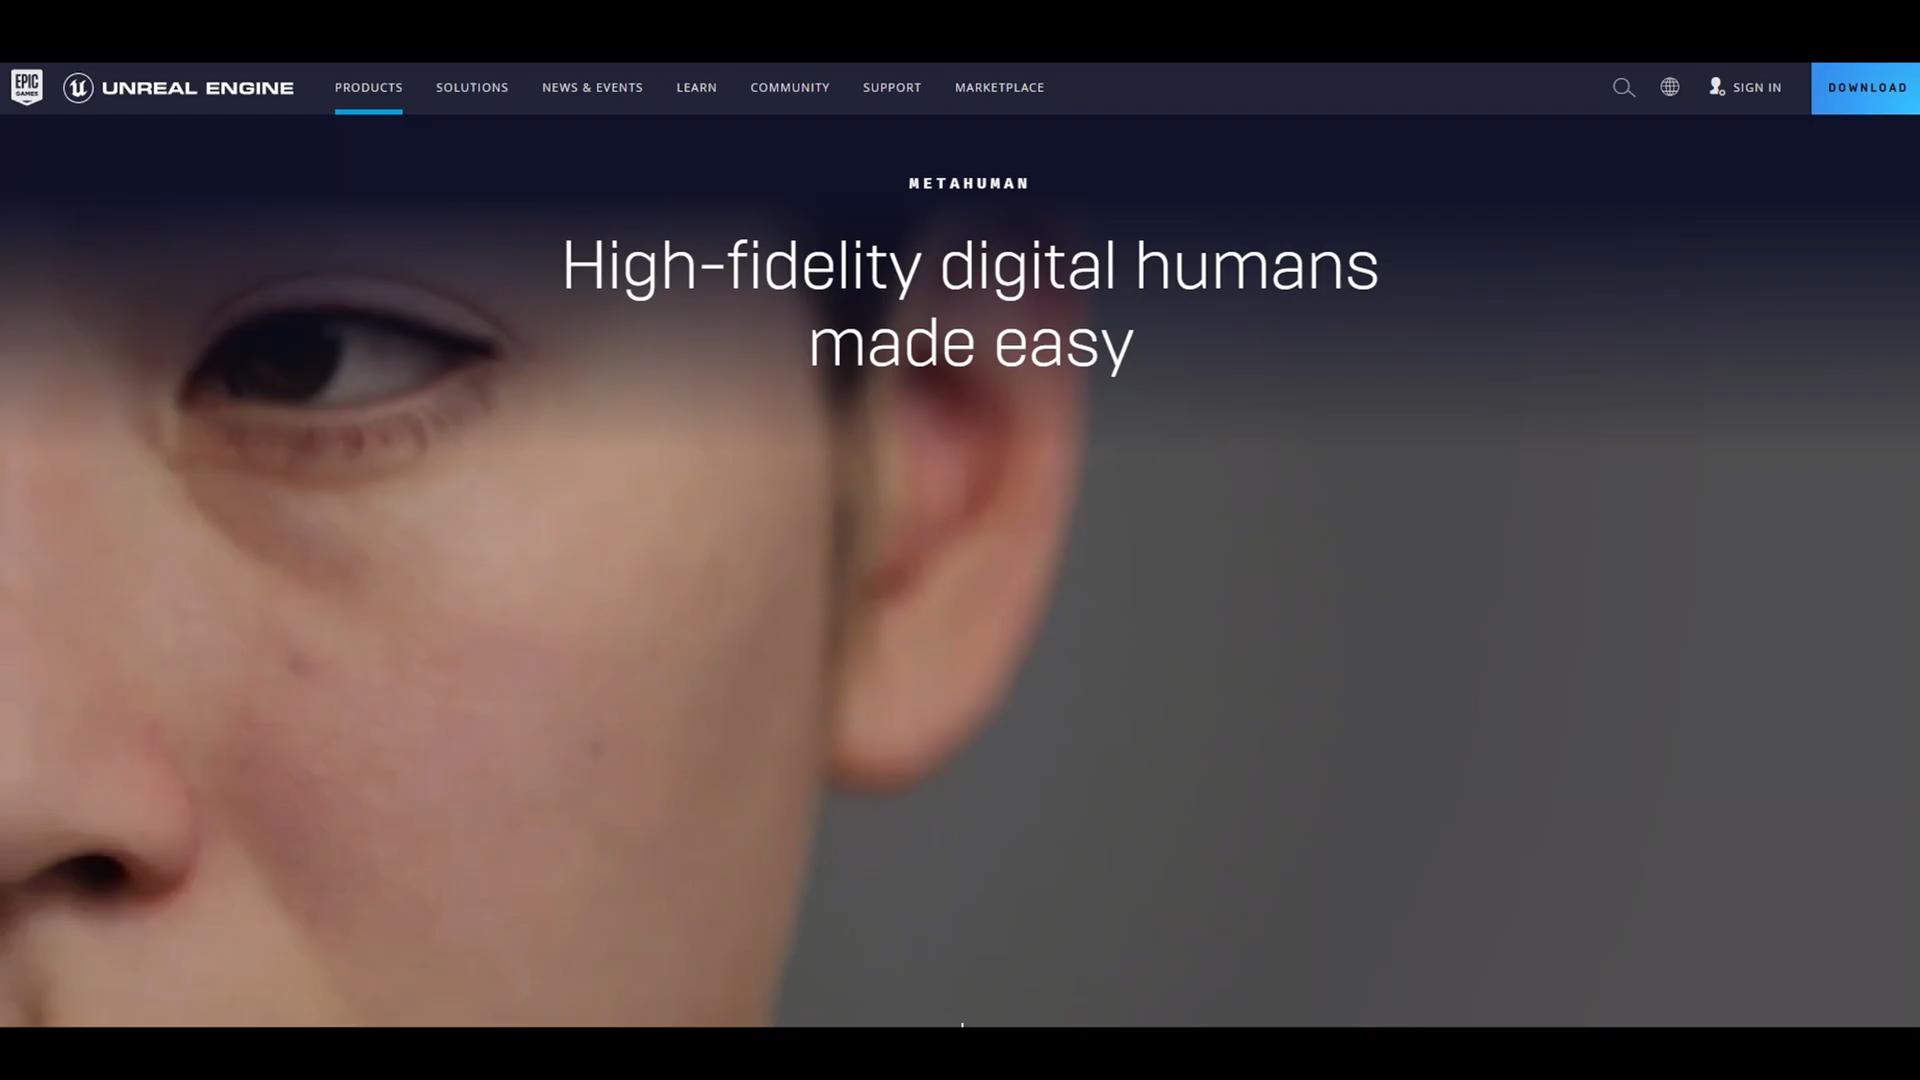 EPIC
GAMES
UNREAL ENGINE
PRODUCTS
SOLUTIONS
NEWS & EVENTS
LEARN
COMMUNITY
SUPPORT
MARKETPLACE
SIGN IN
DOWNLOAD
METAHUMAN
High-fidelity digital humans
made easy